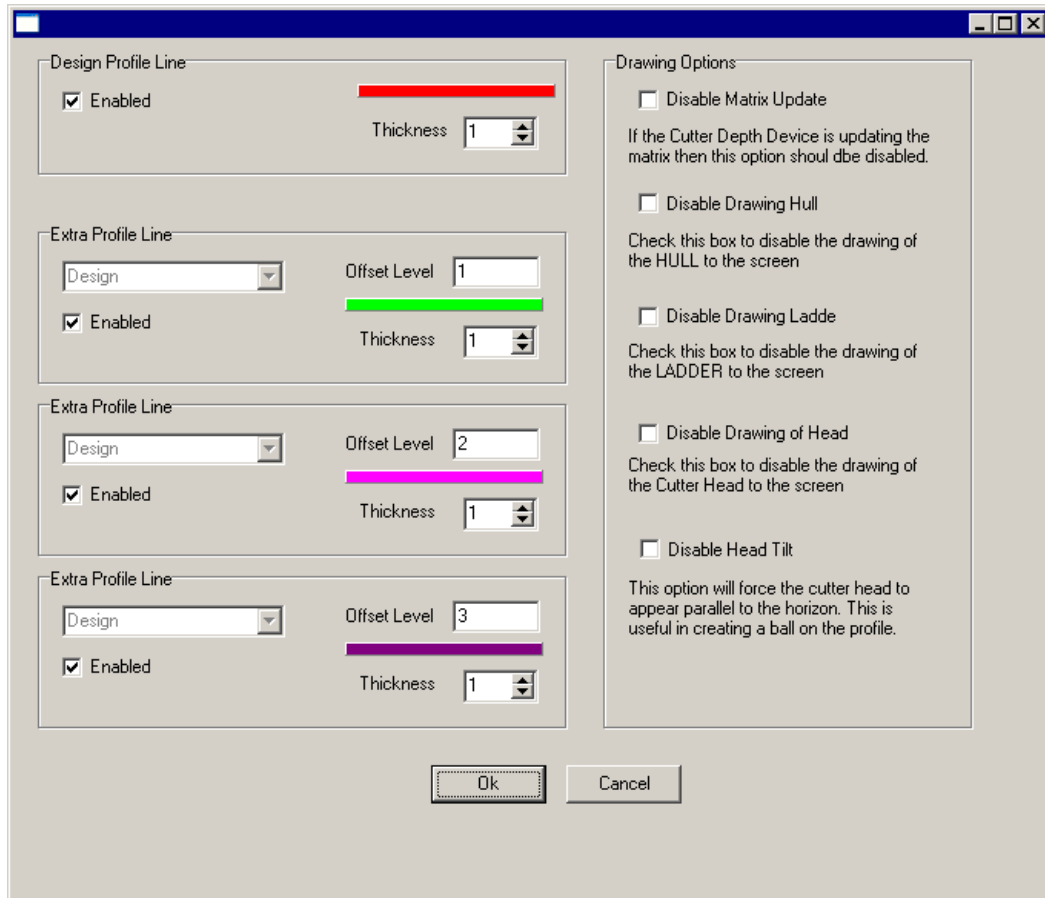 Design Profile Line
Enabled
Thickness 1
Extra Profile Line
Design
Offset Level 1
Enabled
Thickness 1
Extra Profile Line
Design
Offset Level 2
Enabled
Thickness 1
Extra Profile Line
Design
Offset Level 3
Enabled
Thickness 1
Drawing Options
Disable Matrix Update
If the Cutter Depth Device is updating the
matrix then this option shoul dbe disabled.
Disable Drawing Hull
Check this box to disable the drawing of
the HULL to the screen
Disable Drawing Ladde
Check this box to disable the drawing of
the LADDER to the screen
Disable Drawing of Head
Check this box to disable the drawing of
the Cutter Head to the screen
Disable Head Tilt
This option will force the cutter head to
appear parallel to the horizon. This is
useful in creating a ball on the profile.
Ok
Cancel